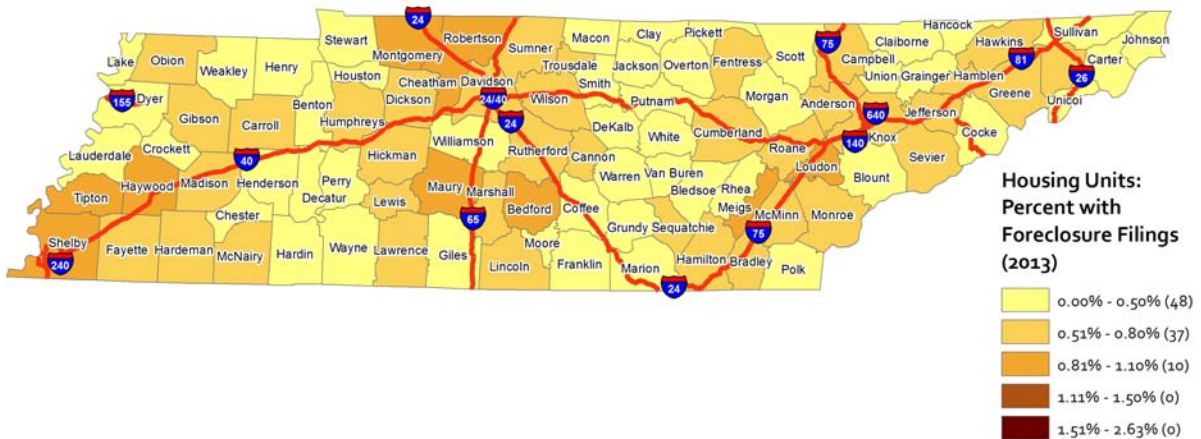 24
Robertson
Stewart
Montgomery
Sumner
Macon
Clay
Pickett
Scott
75
Hancock
Claiborne
Hawkins
Sullivan
Johnson
Lake
Obion
Weakley
Henry
Houston
Cheatham
Davidson
Trousdale
Jackson
Overton
Fentress
Campbell
Union
Grainger
Hamblen
81
Carter
26
155
Dyer
Benton
Dickson
24/40
Wilson
Smith
Putnam
Morgan
Anderson
640
Jefferson
Greene
Unicoi
Gibson
Carroll
Humphreys
24
DeKalb
White
Cumberland
Roane
140
Knox
Cocke
Lauderdale
Crockett
40
Hickman
Williamson
Rutherford
Cannon
Warren
Van Buren
Loudon
Blount
Sevier
Tipton
Haywood
Madison
Henderson
Perry
Decatur
Lewis
Maury
Marshall
Bedford
Coffee
Bledsoe
Rhea
Meigs
McMinn
Monroe
Shelby
240
Fayette
Hardeman
Chester
McNairy
Hardin
Wayne
Lawrence
65
Giles
Lincoln
Moore
Franklin
Grundy
Sequatchie
Marion
24
Hamilton
Bradley
75
Polk
Housing Units:
Percent with
Foreclosure Filings
(2013)
0.00% - 0.50% (48)
0.51% - 0.80% (37)
0.81% - 1.10% (10)
1.11% - 1.50% (0)
1.51% - 2.63% (0)